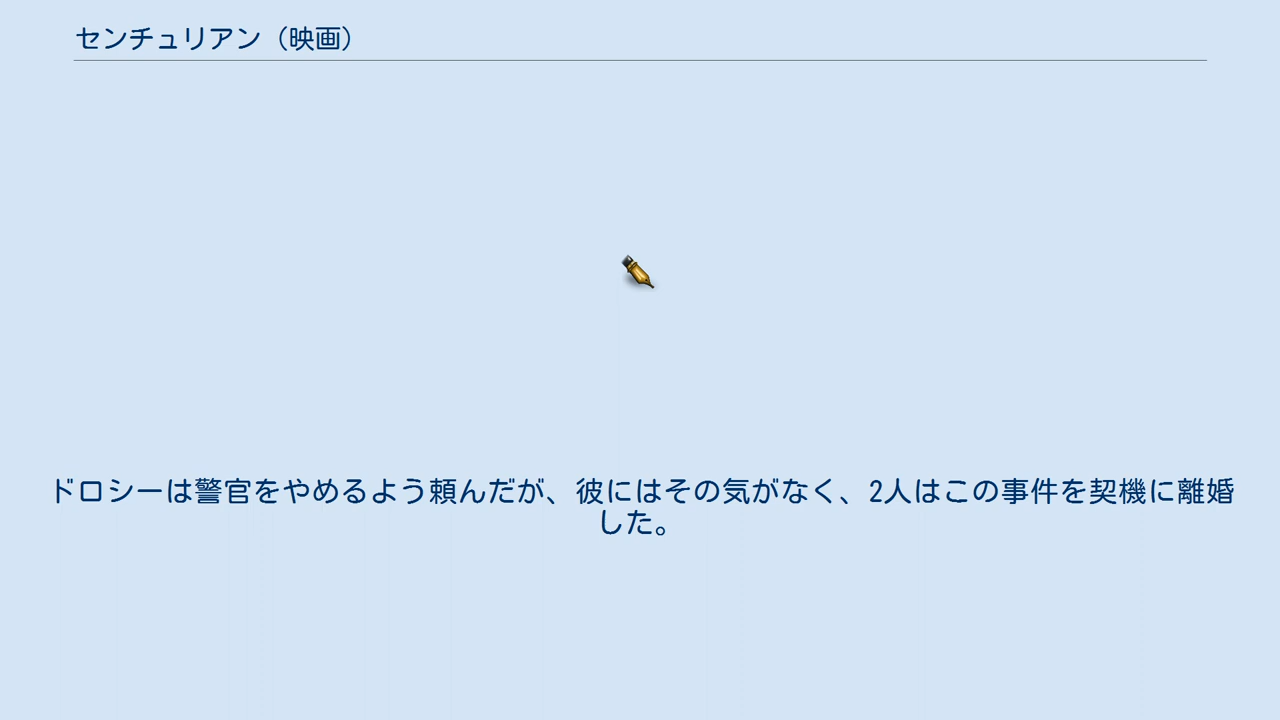 センチュリアン（映画）
ドロシーは警官をやめるよう頼んだが、彼にはその気がなく、2人はこの事件を契機に離婚
した。